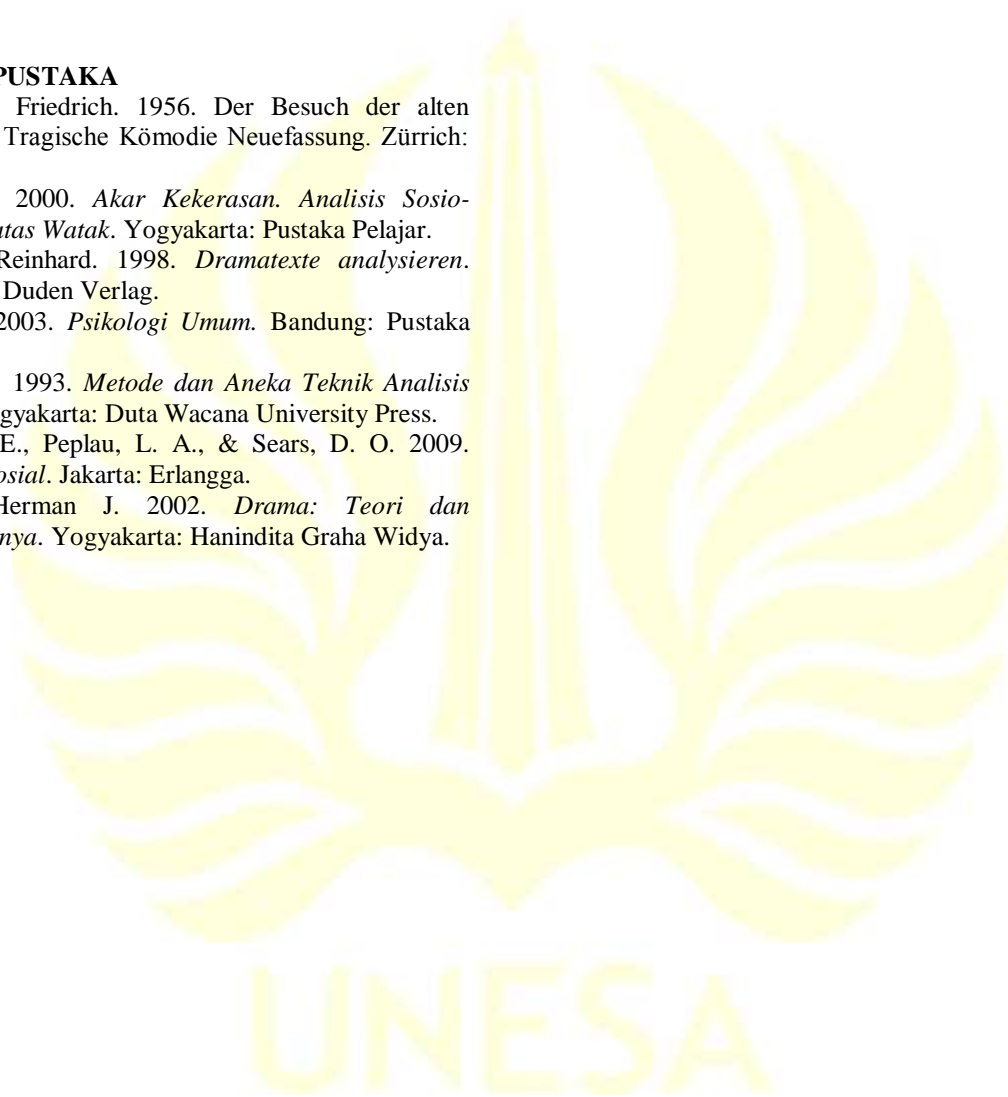 PUSTAKA
Friedrich. 1956. Der Besuch der alten
Tragische Kömodie Neuefassung. Zürrich:
2000. Akar Kekerasan. Analisis Sosio-
atas Watak. Yogyakarta: Pustaka Pelajar.
Reinhard. 1998. Dramatexte analysieren.
Duden Verlag.
2003. Psikologi Umum. Bandung: Pustaka
1993. Metode dan Aneka Teknik Analisis
gyakarta: Duta Wacana University Press.
E., Peplau, L. A., & Sears, D. O. 2009.
osial. Jakarta: Erlangga.
Herman J. 2002. Drama: Teori dan
nya. Yogyakarta: Hanindita Graha Widya.
UNESA